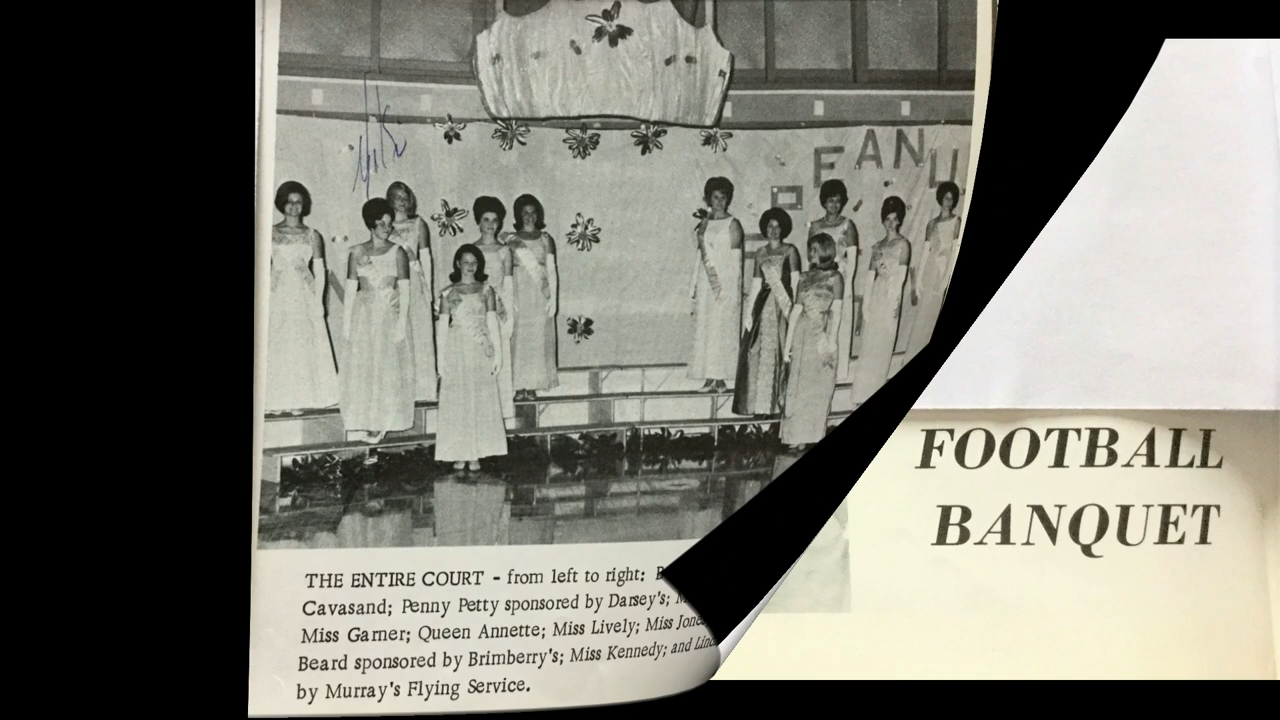 FANU
THE ENTIRE COURT - from left to right:
Cavasand; Penny Petty sponsored by Darsey's;
Miss Garner; Queen Annette; Miss Lively; Miss
Beard sponsored by Brimberry's; Miss Kennedy; and
by Murray's Flying Service.
FOOTBALL
BANQUET